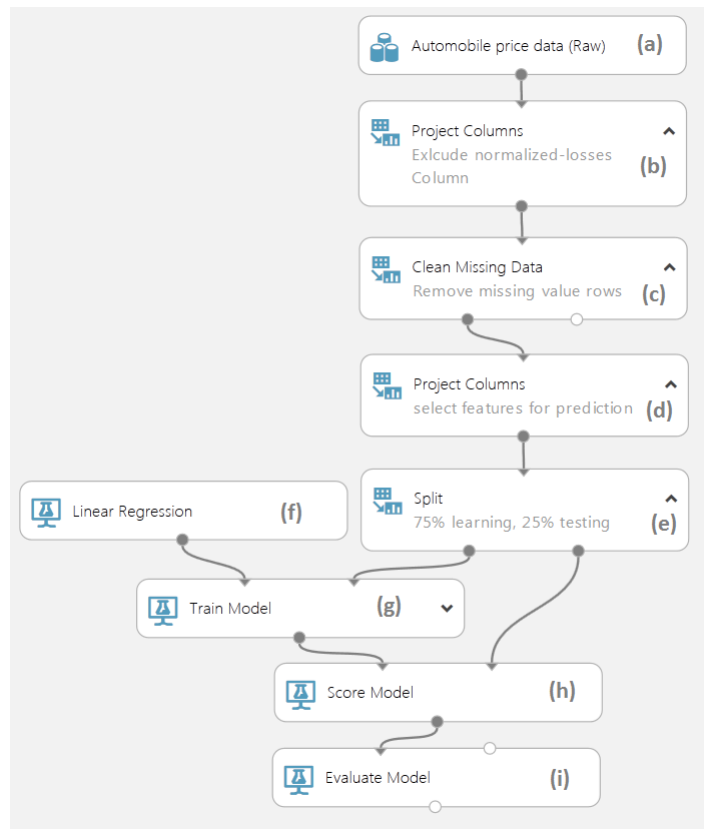 Automobile price data (Raw) (a)
Project Columns
Exlcude normalized-losses
Column (b)
Clean Missing Data
Remove missing value rows (c)
Project Columns
select features for prediction (d)
Linear Regression (f)
Split
75% learning, 25% testing (e)
Train Model (g)
Score Model (h)
Evaluate Model (i)